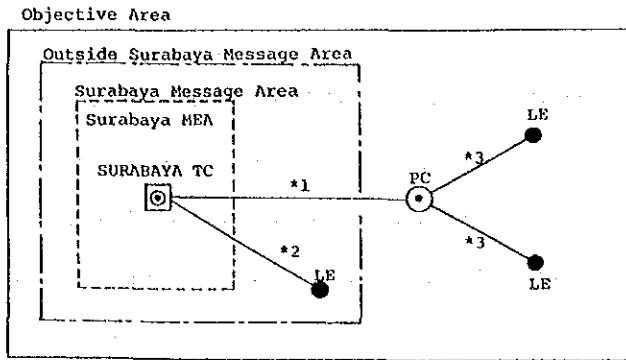 Objective Area
Outside Surabaya Message Area
Surabaya Message Area
Surabaya MEA
LE
SURABAYA TC
*3
PC
*1
*3
*2
LE
LE